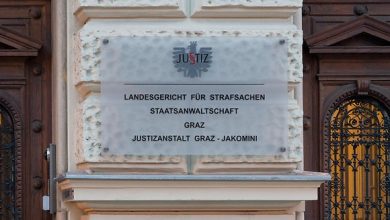 JUSTIZ
LANDESGERICHT FÜR STRAFSACHEN
STAATSANWALTSCHAFT
GRAZ
JUSTIZANSTALT GRAZ - JAKOMINI